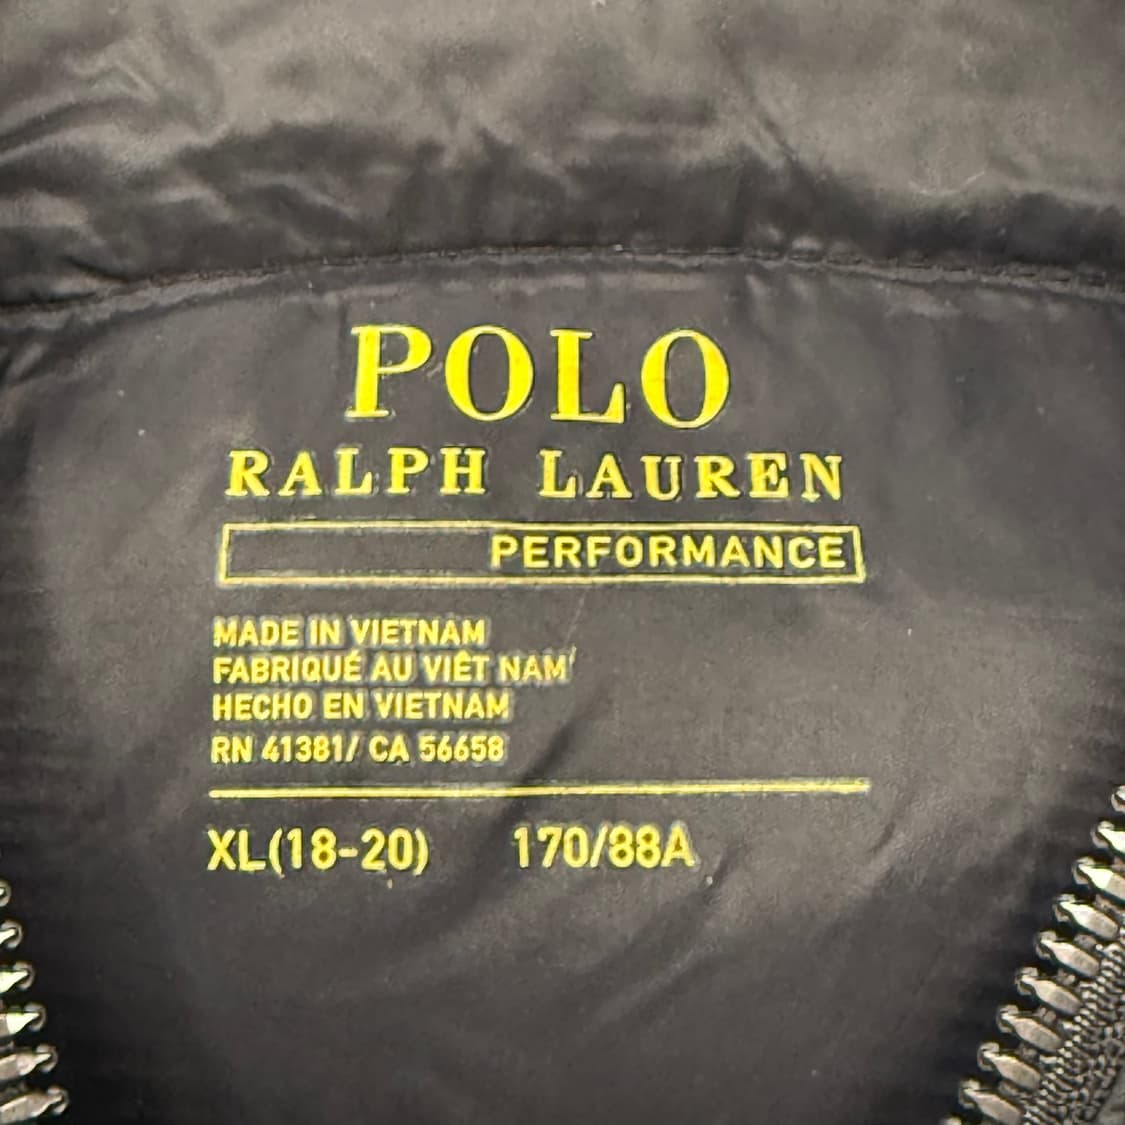 POLO
RALPH LAUREN
PERFORMANCE
MADE IN VIETNAM
FABRIQUÉ AU VIÊT NAM
HECHO EN VIETNAM
RN 41381/ CA 56658
XL(18-20) 170/88A